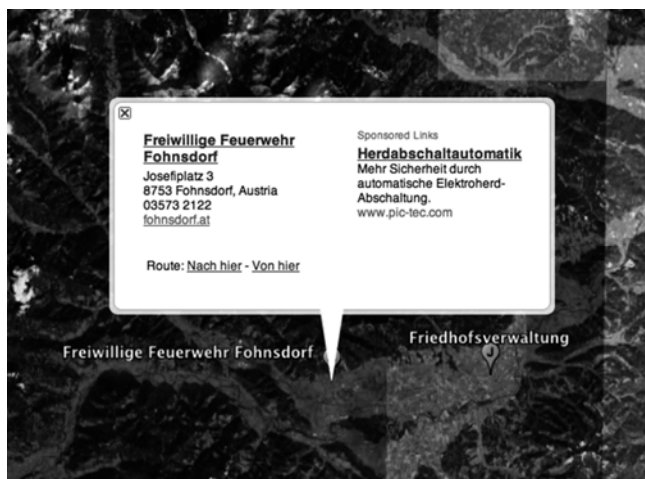 Freiwillige Feuerwehr
Fohnsdorf
Josefiplatz 3
8753 Fohnsdorf, Austria
03573 2122
fohnsdorf.at
Route: Nach hier - Von hier
Sponsored Links
Herdabschaltautomatik
Mehr Sicherheit durch
automatische Elektroherd-
Abschaltung.
www.pic-tec.com
Friedhofsverwaltung
Freiwillige Feuerwehr Fohnsdorf
J